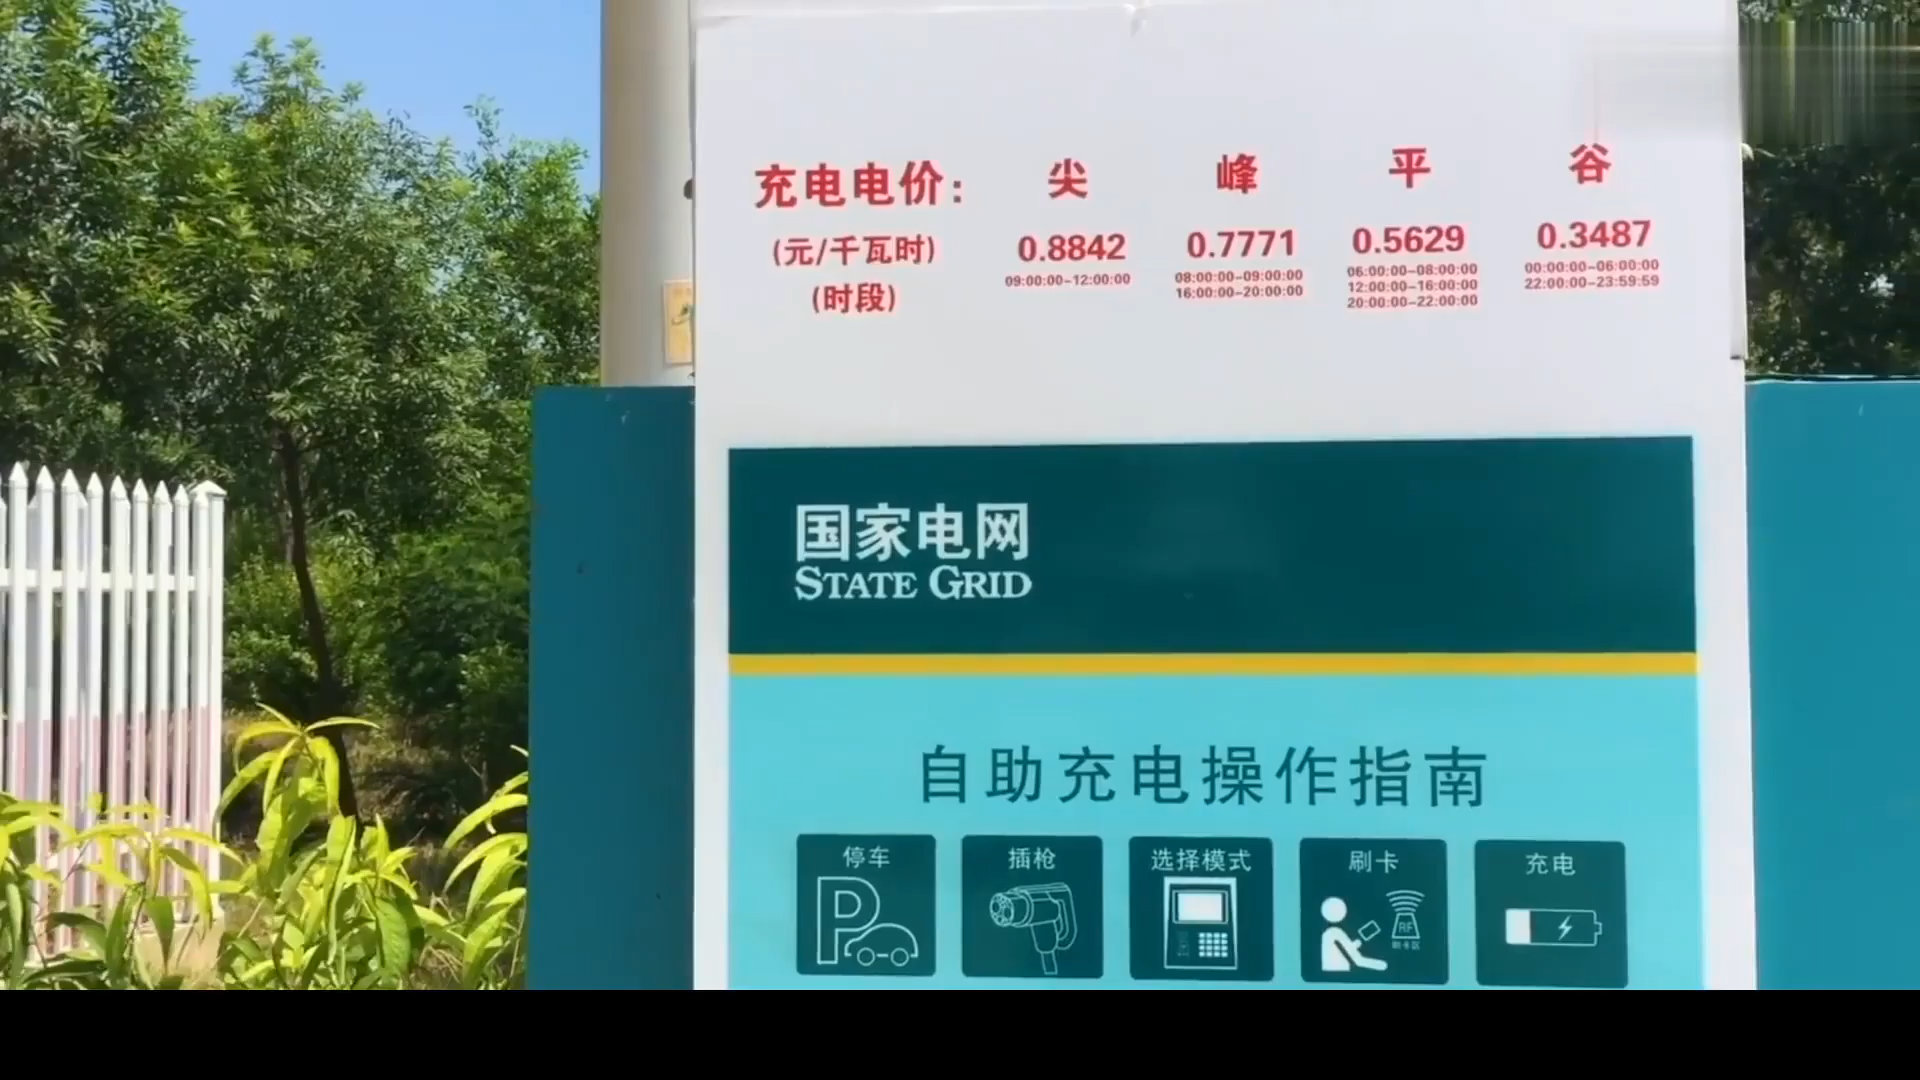 充电电价: 尖 峰 平 谷
(元/千瓦时) 0.8842 0.7771 0.5629 0.3487
(时段) 09:00:00-12:00:00 08:00:00-09:00:00 06:00:00-08:00:00 00:00:00-06:00:00
16:00:00-20:00:00 12:00:00-16:00:00 22:00:00-23:59:59
20:00:00-22:00:00
国家电网
STATE GRID
自助充电操作指南
停车 插枪 选择模式 刷卡 充电
P
RF
刷卡区